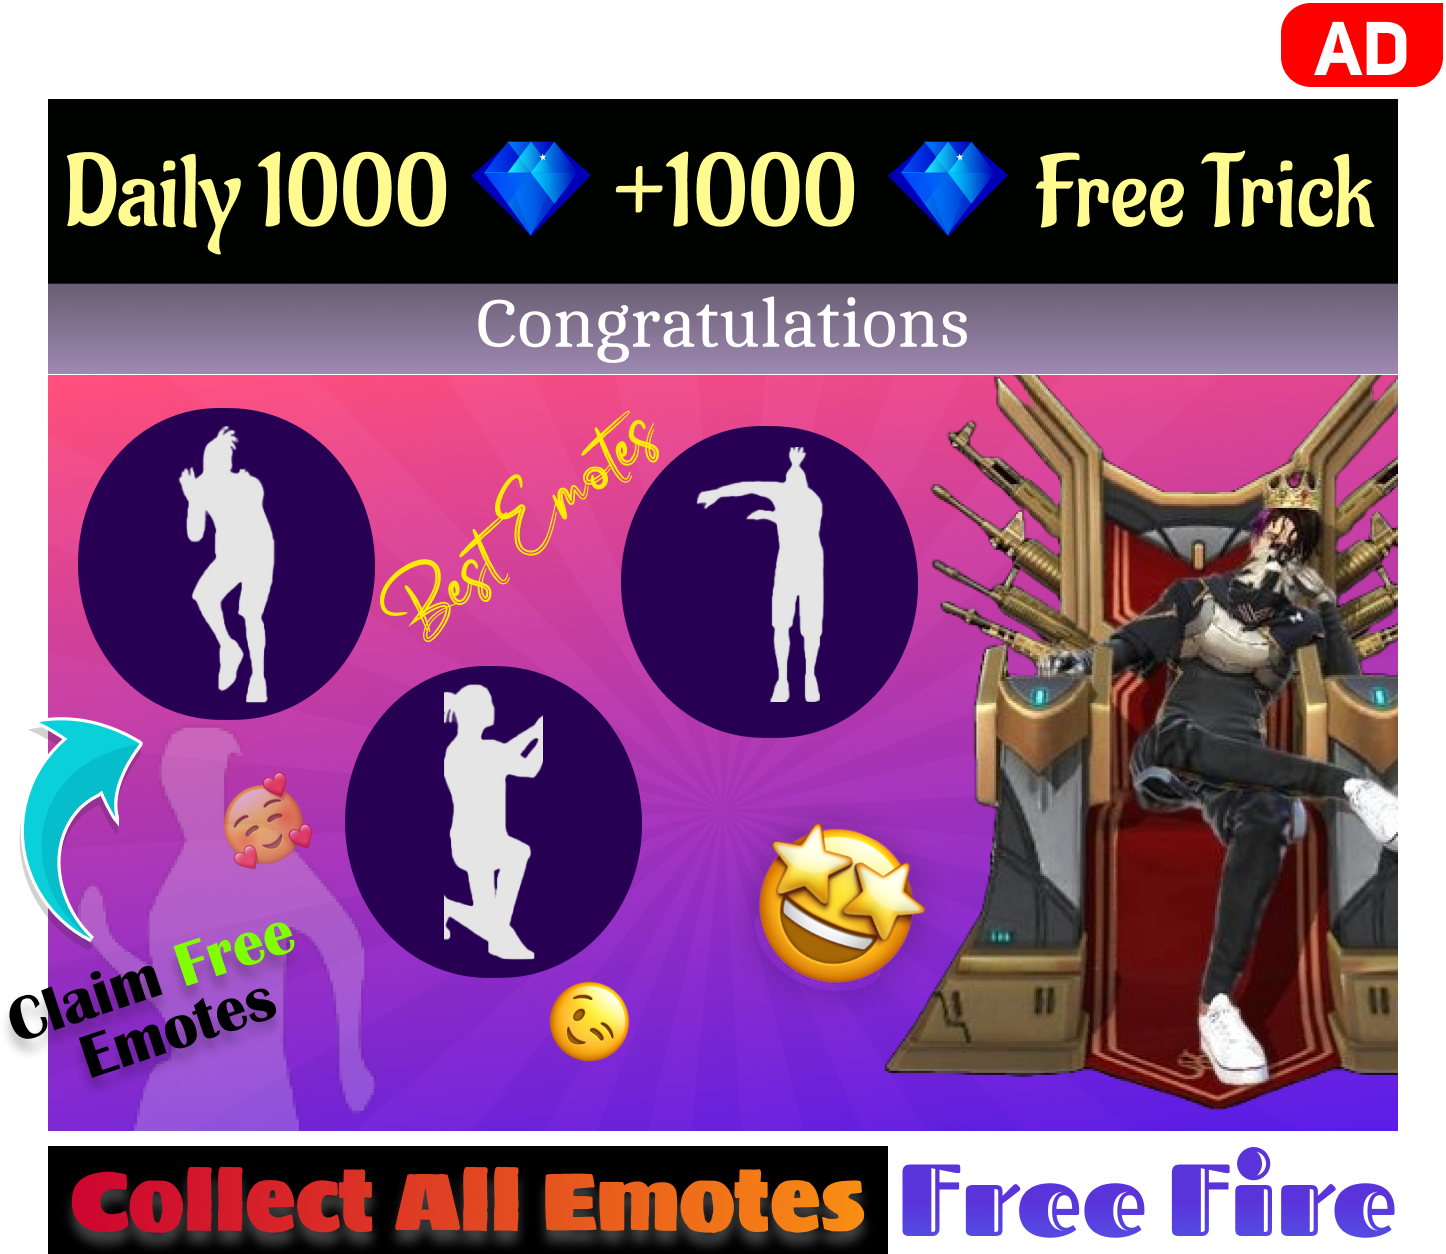 AD
Daily 1000 💎 +1000 💎 Free Trick
Congratulations
Best Emotes
Claim Free
Emotes
Collect All Emotes
Free Fire